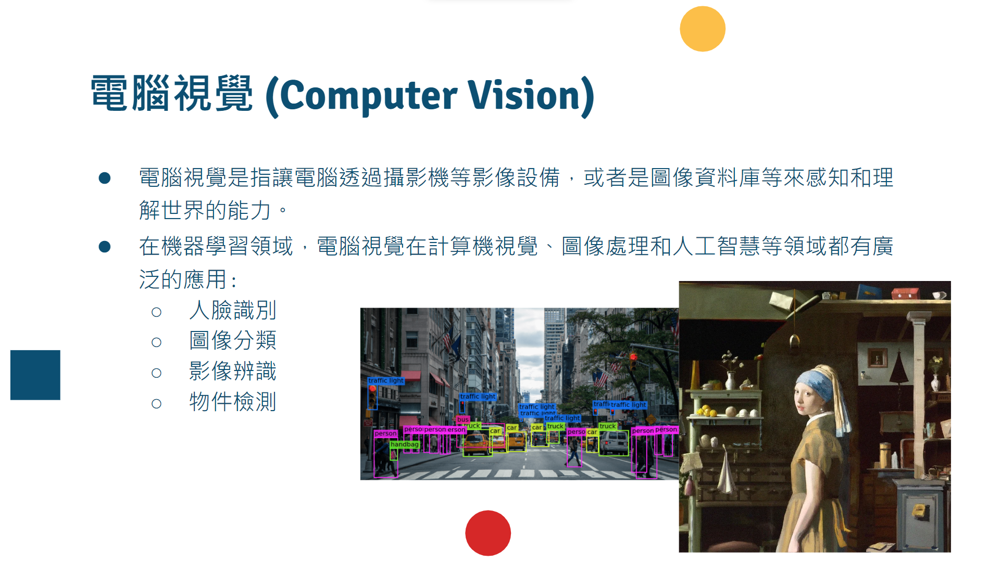 電腦視覺 (Computer Vision)
電腦視覺是指讓電腦透過攝影機等影像設備，或者是圖像資料庫等來感知和理
解世界的能力。
在機器學習領域，電腦視覺在計算機視覺、圖像處理和人工智慧等領域都有廣
泛的應用：
人臉識別
圖像分類
影像辨識
物件檢測
traffic light
traffic light
traffic light
traffic light
traffic light
traffi
traffic light
bus
person
perso
person
erson
truck
car
car
car
truck
perso
car
truck
person
person
handbag